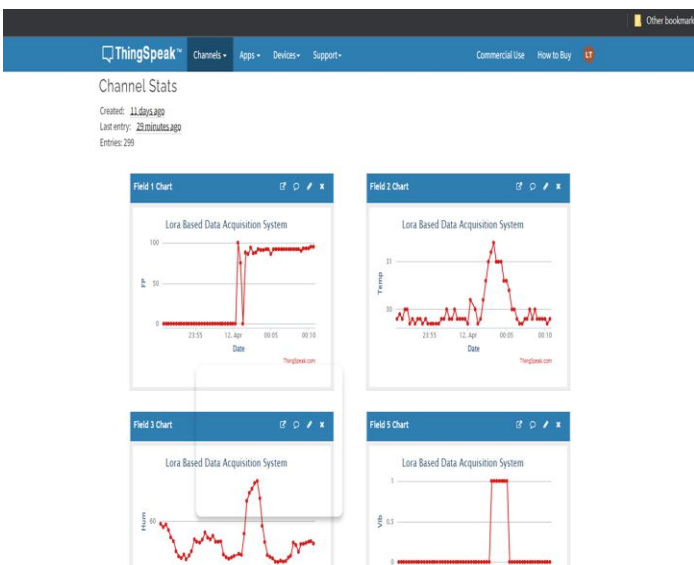 Other bookmark
ThingSpeak™ Channels Apps Devices Support Commercial Use How to Buy LT
Channel Stats
Created: 11 days ago
Last entry: 29 minutes ago
Entries: 299
Field 1 Chart
Lora Based Data Acquisition System
100
50
0
FP
23:55 12. Apr 00:05 00:10
Date
ThingSpeak.com
Field 2 Chart
Lora Based Data Acquisition System
31
30
Temp
23:55 12. Apr 00:05 00:10
Date
ThingSpeak.com
Field 3 Chart
Lora Based Data Acquisition System
60
Hum
Field 5 Chart
Lora Based Data Acquisition System
1
0.5
0
Vib